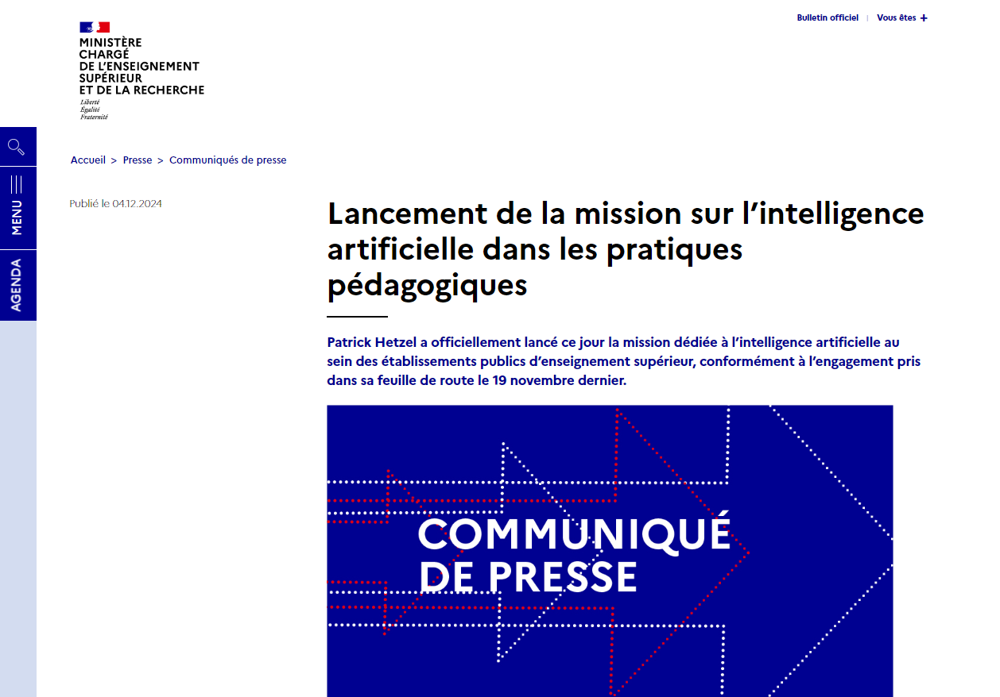 Bulletin officiel | Vous êtes +
MINISTÈRE
CHARGÉ
DE L'ENSEIGNEMENT
SUPÉRIEUR
ET DE LA RECHERCHE
Liberté
Égalité
Fraternité
MENU
AGENDA
Accueil > Presse > Communiqués de presse
Publié le 04.12.2024
Lancement de la mission sur l'intelligence
artificielle dans les pratiques
pédagogiques
Patrick Hetzel a officiellement lancé ce jour la mission dédiée à l'intelligence artificielle au
sein des établissements publics d'enseignement supérieur, conformément à l'engagement pris
dans sa feuille de route le 19 novembre dernier.
COMMUNIQUÉ
DE PRESSE